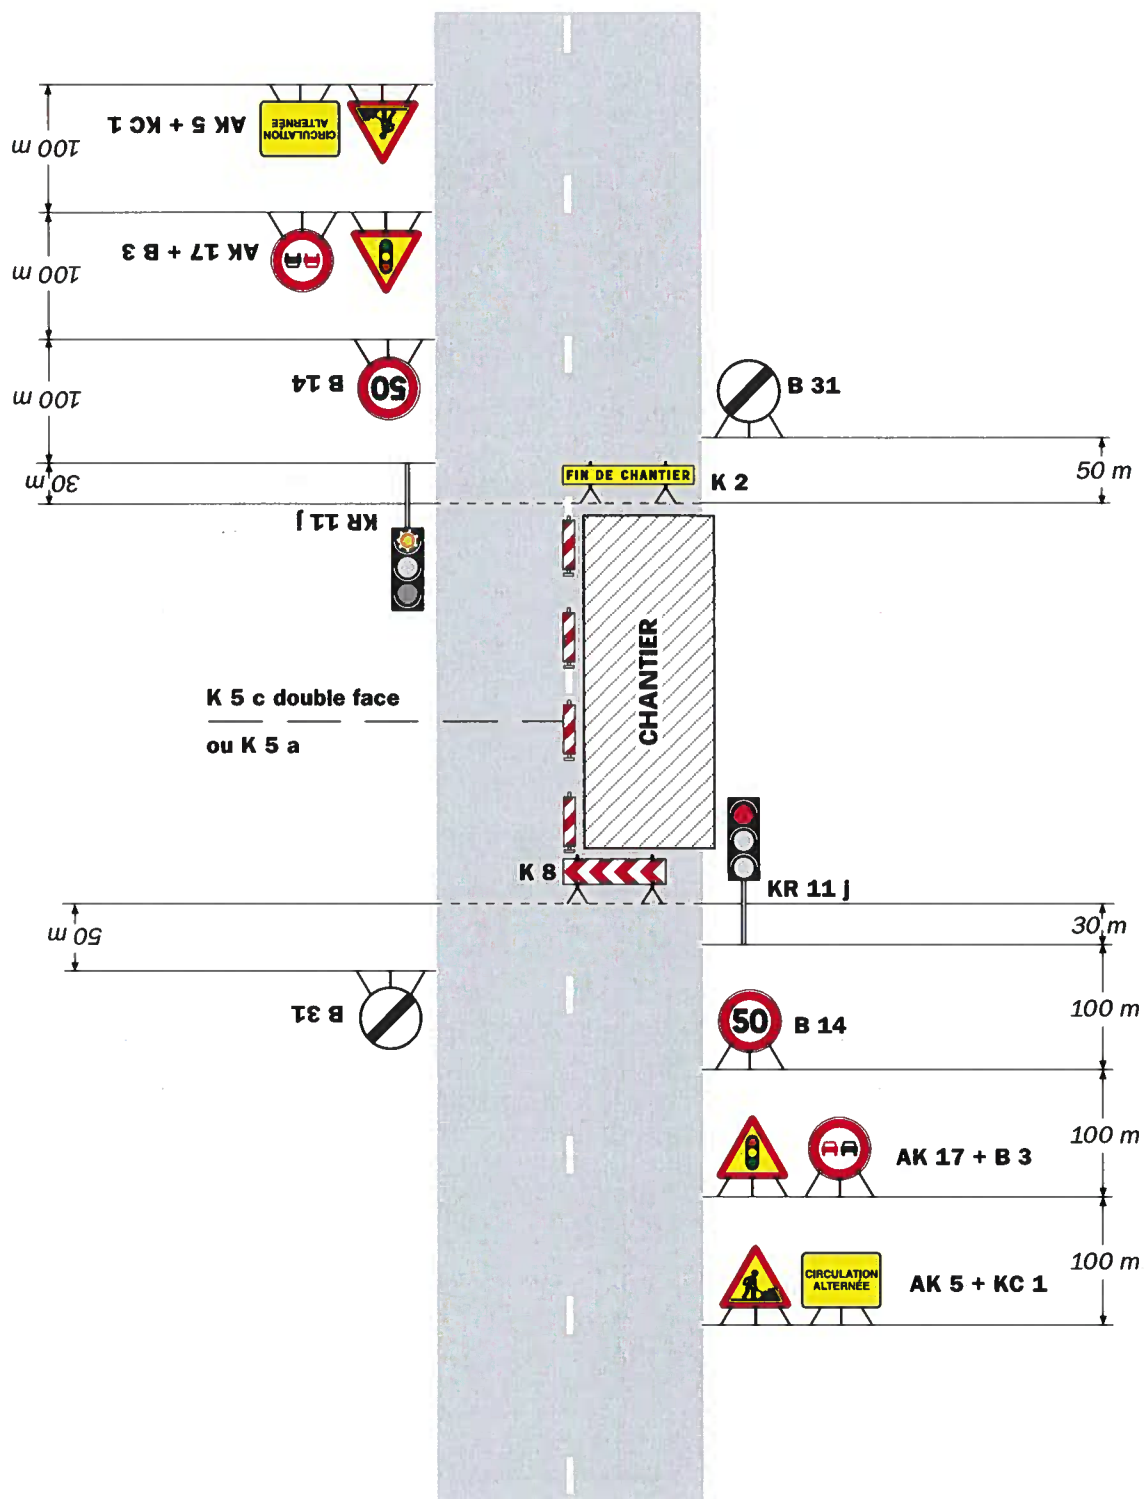 AK 5 + KC 1
CIRCULATION
ALTERNÉE
100 m
AK 17 + B 3
100 m
B 14
50
100 m
B 31
50 m
30 m
FIN DE CHANTIER
K 2
KR 11 j
CHANTIER
K 5 c double face
ou K 5 a
K 8
KR 11 j
50 m
30 m
B 31
50
B 14
100 m
AK 17 + B 3
100 m
CIRCULATION
ALTERNÉE
AK 5 + KC 1
100 m